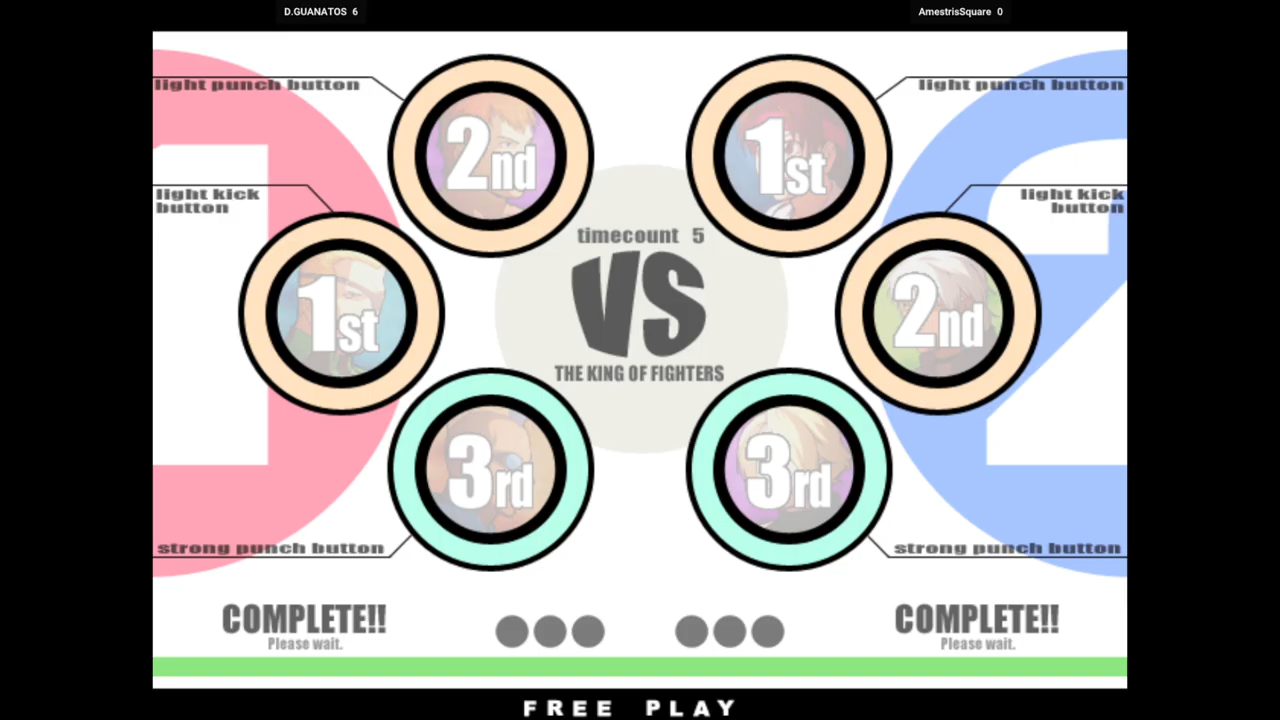 D.GUANATOS 6
AmestrisSquare 0
light punch button
light punch button
2nd
1st
light kick
button
light kick
button
timecount 5
VS
THE KING OF FIGHTERS
1st
2nd
3rd
3rd
strong punch button
strong punch button
COMPLETE!!
Please wait.
COMPLETE!!
Please wait.
1
2
FREE PLAY